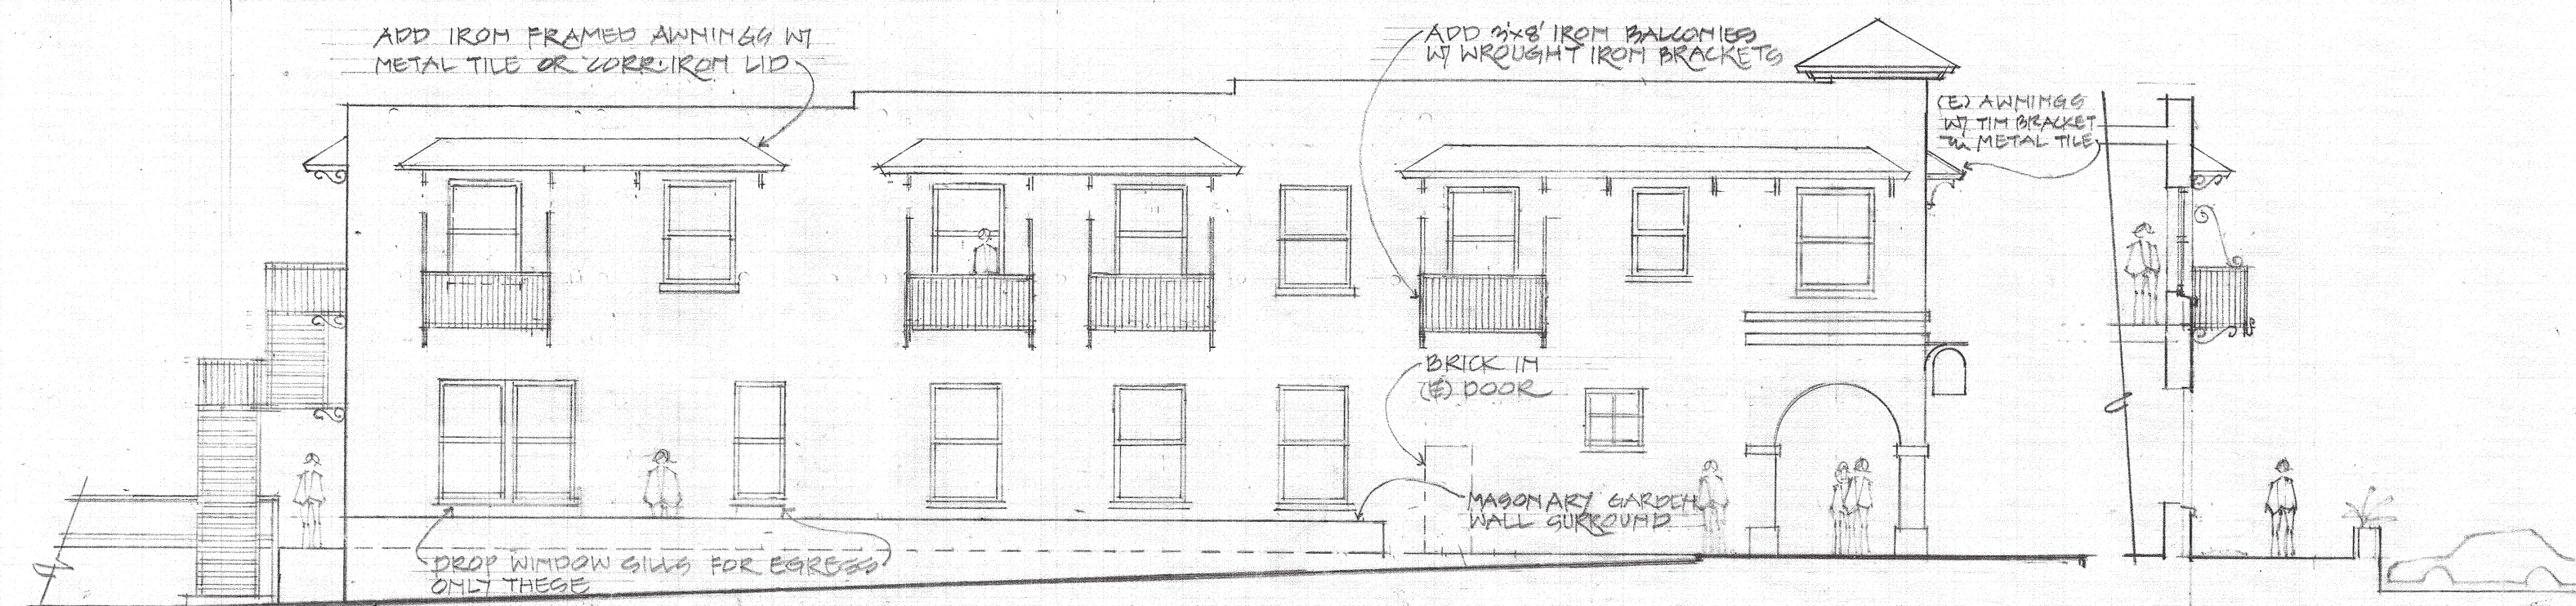 ADD IRON FRAMED AWNINGS W/
METAL TILE OR CORR. IRON LID
ADD 3'x8' IRON BALCONIES
W/ WROUGHT IRON BRACKETS
(E) AWNINGS
W/ TIM BRACKET
METAL TILE
BRICK IN
(E) DOOR
MASONARY GARDEN
WALL SURROUND
DROP WINDOW SILLS FOR EGRESS
ONLY THESE